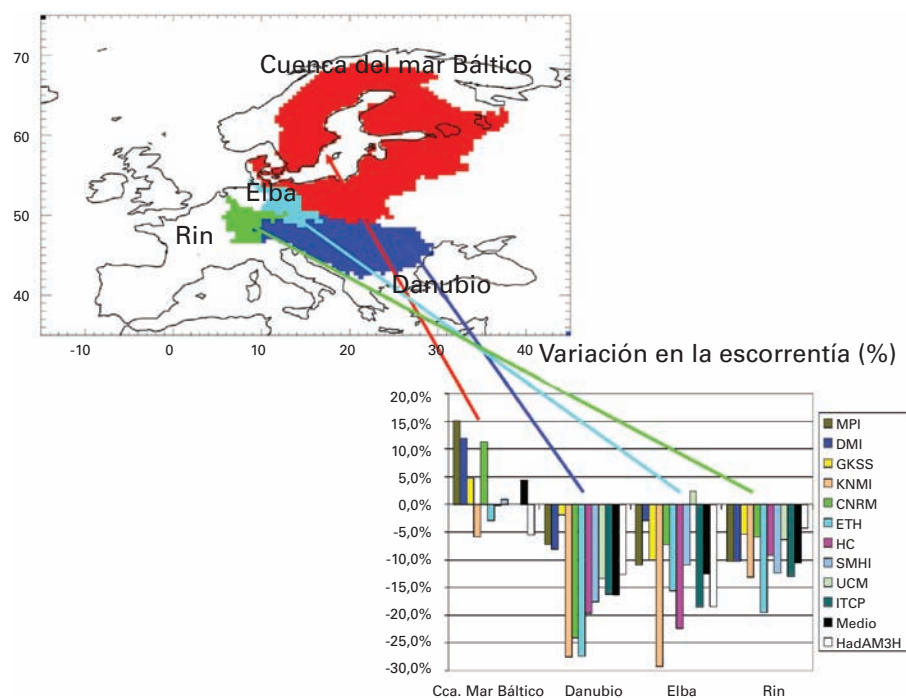 70
60
50
40
Cuenca del mar Báltico
Elba
Rin
Danubio
-10 0 10 20 30 40
Variación en la escorrentía (%)
20,0%
15,0%
10,0%
5,0%
0,0%
-5,0%
-10,0%
-15,0%
-20,0%
-25,0%
-30,0%
Cca. Mar Báltico Danubio Elba Rin
MPI
DMI
GKSS
KNMI
CNRM
ETH
HC
SMHI
UCM
ITCP
Medio
HadAM3H